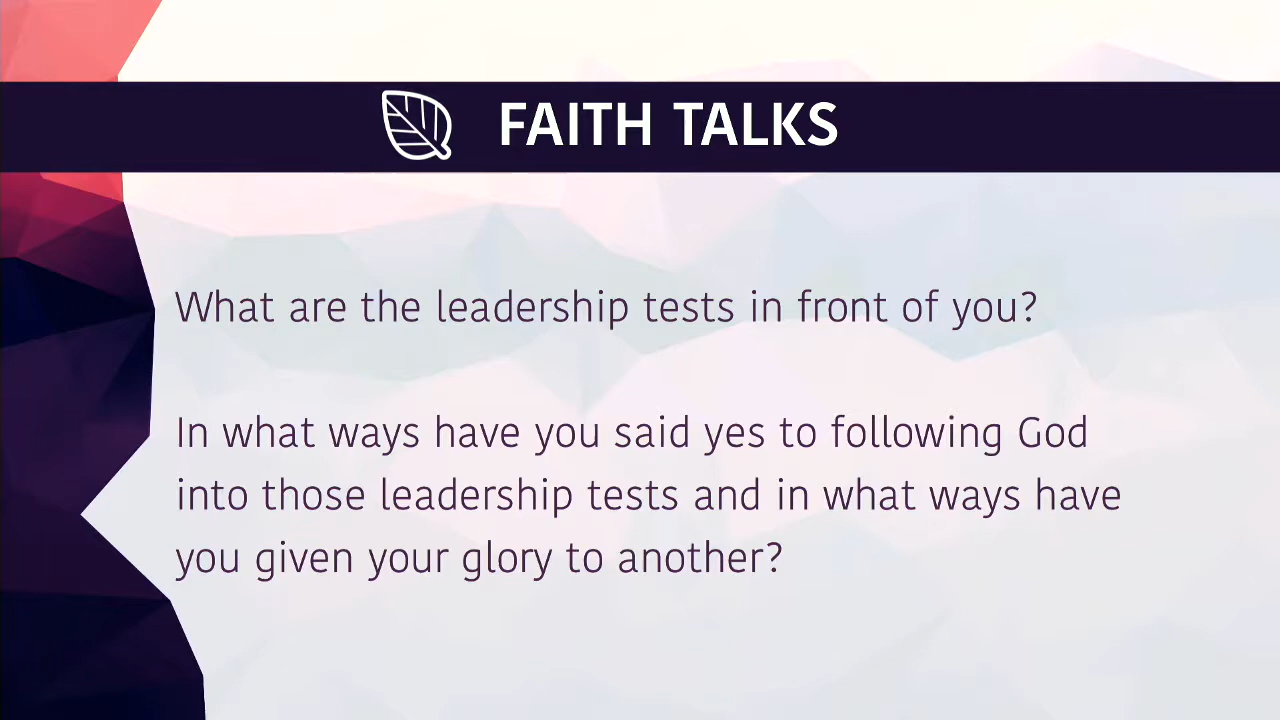 FAITH TALKS
What are the leadership tests in front of you?
In what ways have you said yes to following God
into those leadership tests and in what ways have
you given your glory to another?